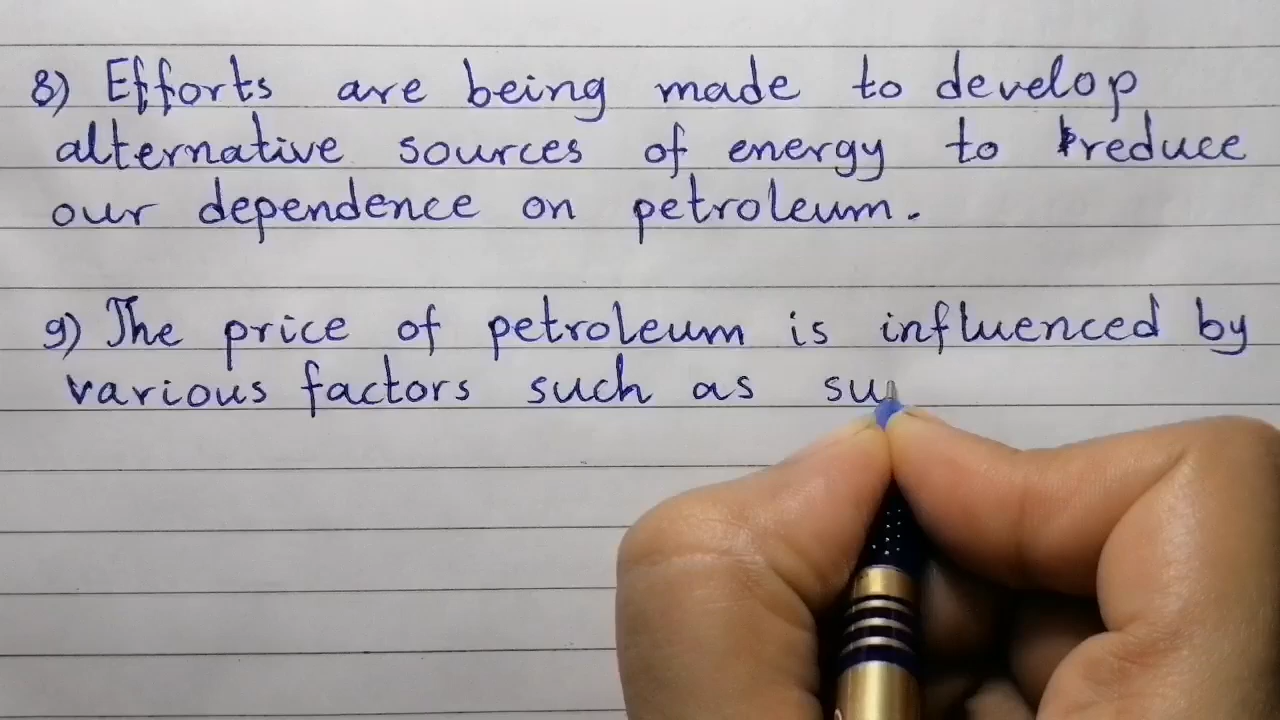 8) Efforts are being made to develop
alternative sources of energy to reduce
our dependence on petroleum.
9) The price of petroleum is influenced by
various factors such as su